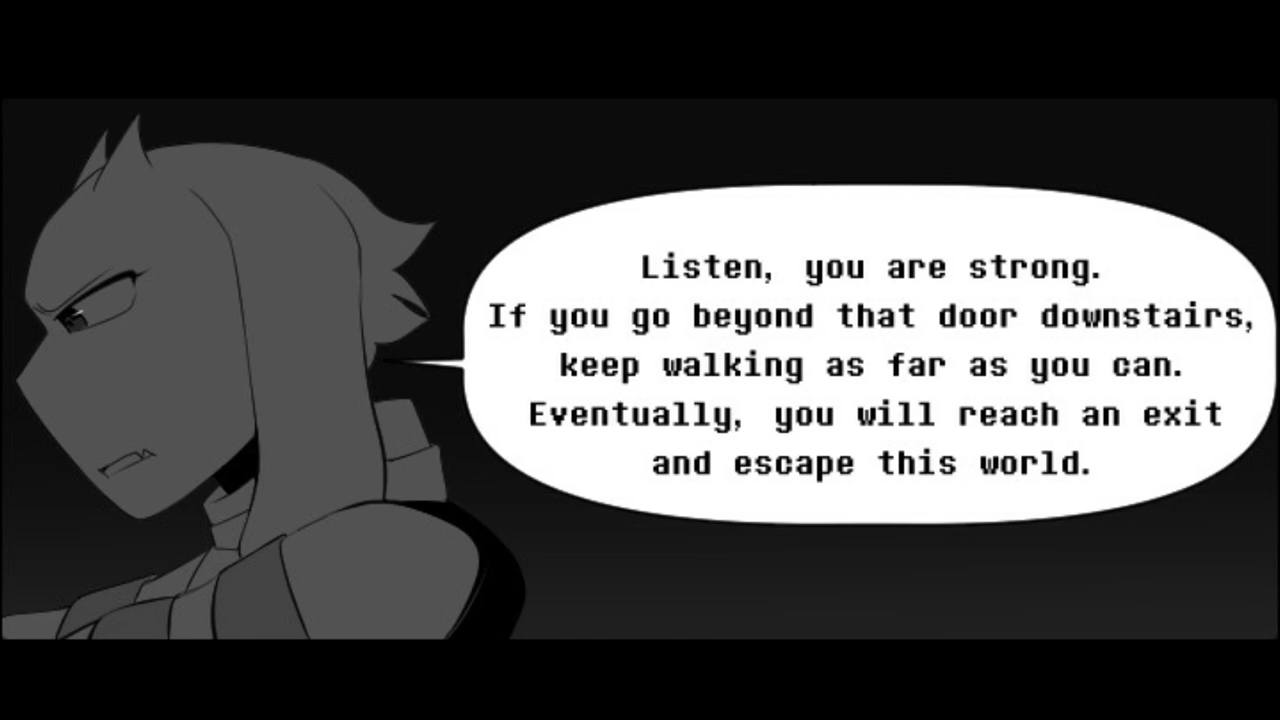 Listen, you are strong.
If you go beyond that door downstairs,
keep walking as far as you can.
Eventually, you will reach an exit
and escape this world.